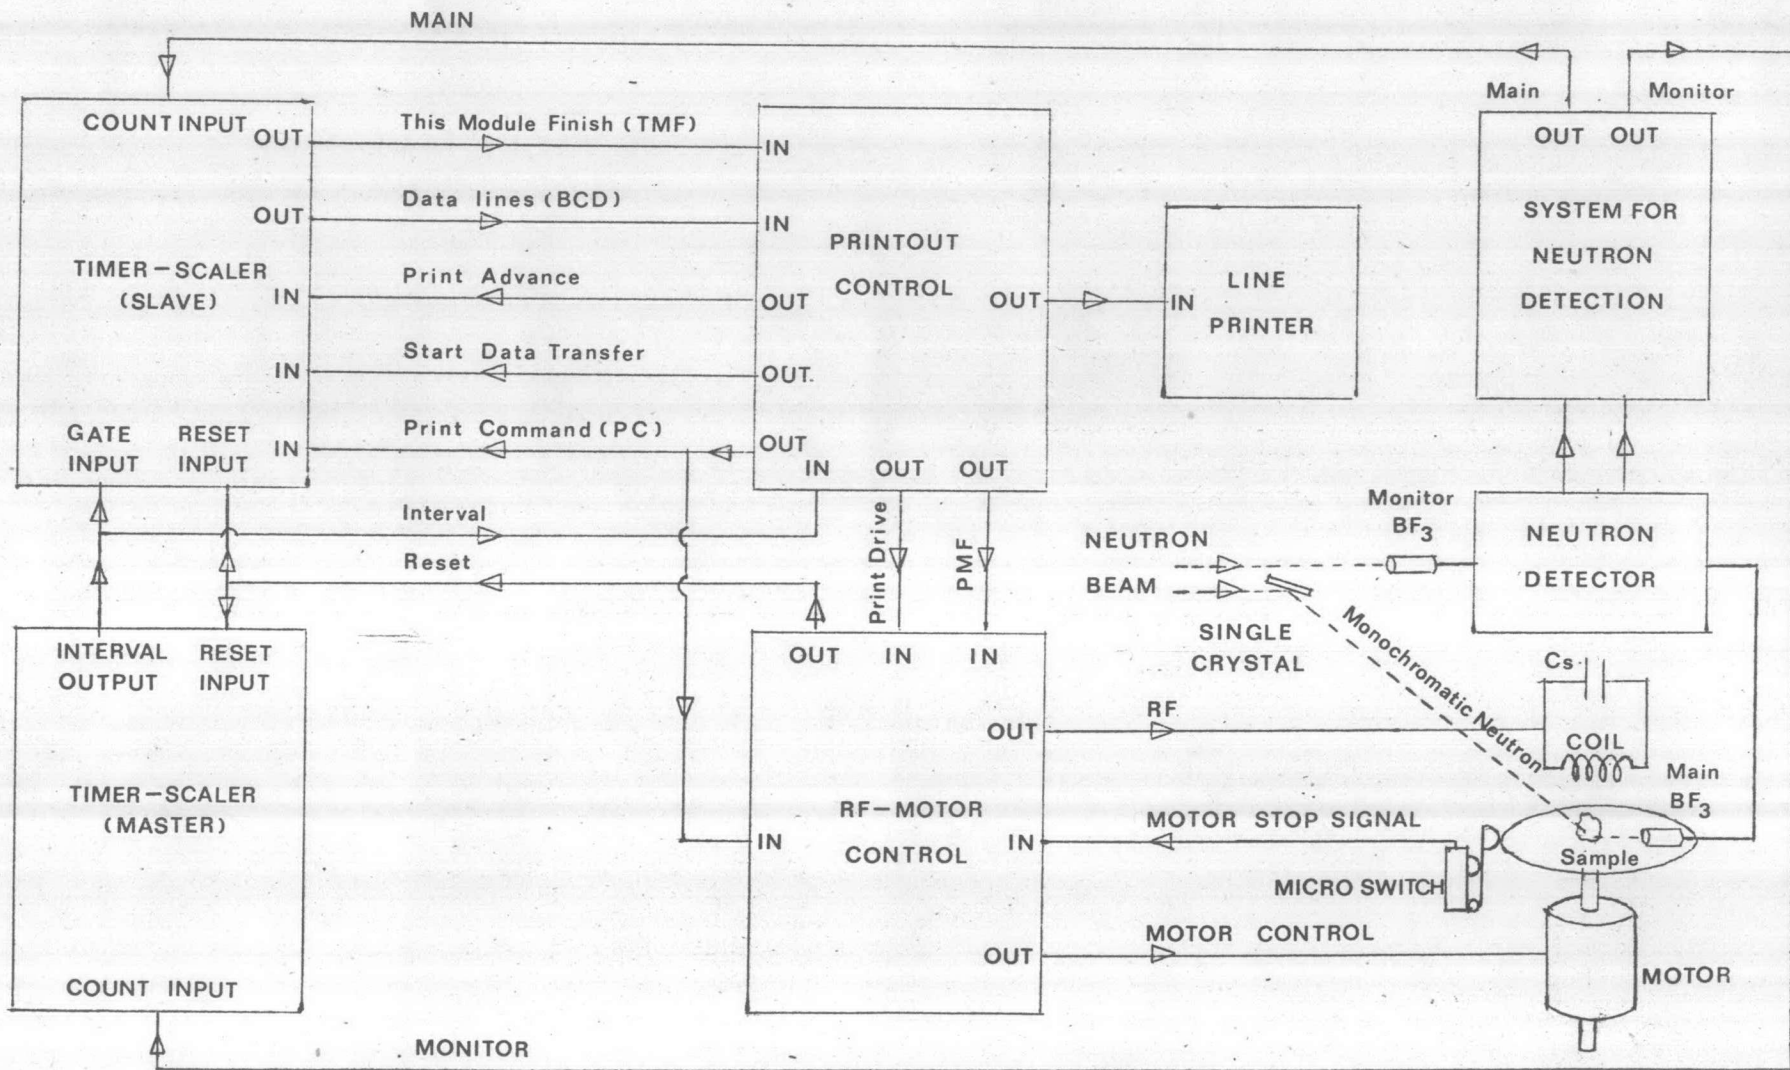 MAIN
COUNT INPUT
OUT
OUT
TIMER-SCALER
(SLAVE)
IN
IN
GATE INPUT
RESET INPUT
IN
This Module Finish (TMF)
Data lines (BCD)
Print Advance
Start Data Transfer
Print Command (PC)
Interval
Reset
IN
IN
PRINTOUT
CONTROL
OUT
OUT
OUT.
OUT
IN OUT OUT
Print Drive
PMF
LINE
IN
PRINTER
Main
Monitor
OUT OUT
SYSTEM FOR
NEUTRON
DETECTION
Monitor
BF3
NEUTRON
DETECTOR
NEUTRON
BEAM
SINGLE
CRYSTAL
Monochromatic Neutron
Cs
COIL
Main
BF3
Sample
MOTOR
INTERVAL OUTPUT
RESET INPUT
TIMER-SCALER
(MASTER)
COUNT INPUT
MONITOR
OUT IN IN
OUT
RF
RF-MOTOR
CONTROL
IN
IN
MOTOR STOP SIGNAL
MICRO SWITCH
OUT
MOTOR CONTROL